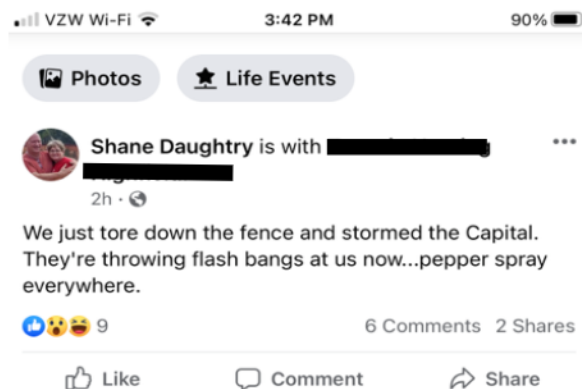 VZW Wi-Fi 3:42 PM 90%
Photos Life Events
Shane Daughtry is with
2h ·
We just tore down the fence and stormed the Capital.
They're throwing flash bangs at us now...pepper spray
everywhere.
9 6 Comments 2 Shares
Like Comment Share